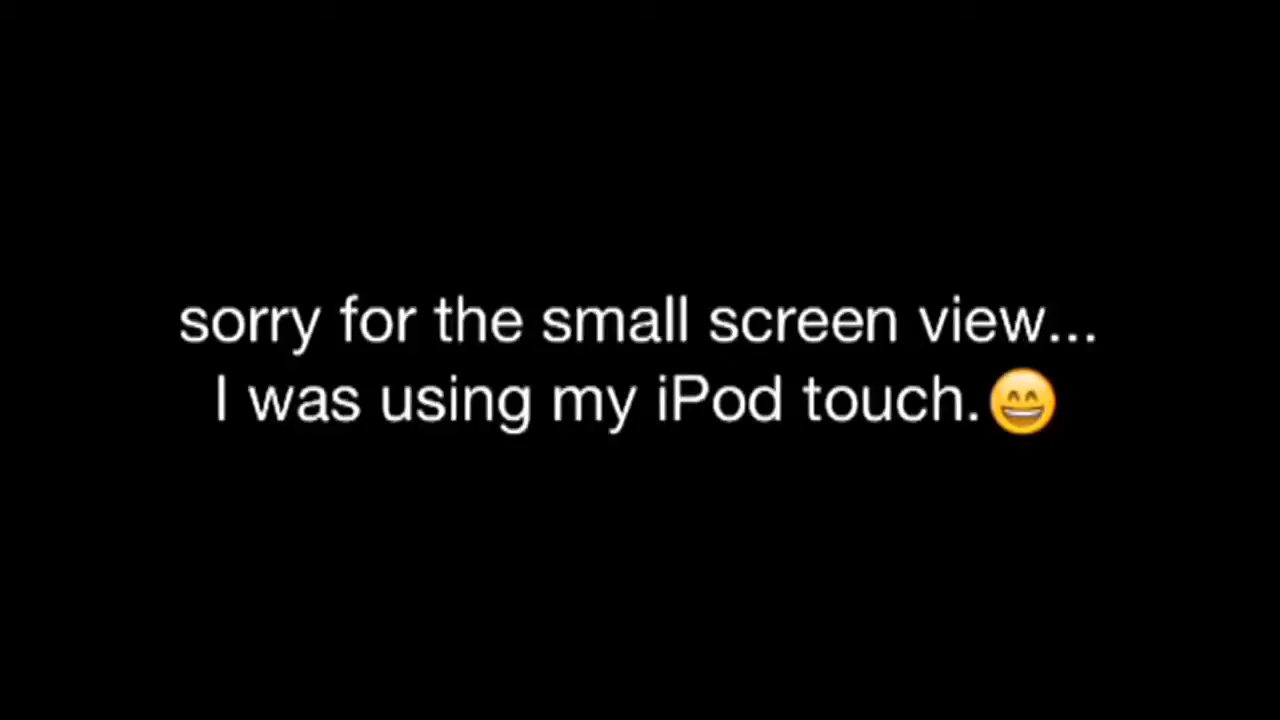 sorry for the small screen view...
I was using my iPod touch.😄